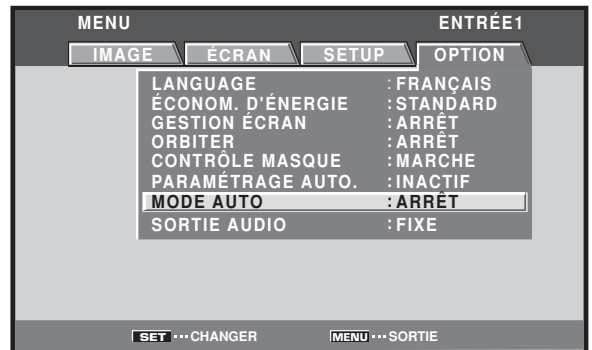 MENU ENTRÉE1
IMAGE ÉCRAN SETUP OPTION
LANGUAGE :FRANÇAIS
ÉCONOM. D'ÉNERGIE :STANDARD
GESTION ÉCRAN :ARRÊT
ORBITER :ARRÊT
CONTRÔLE MASQUE :MARCHE
PARAMÉTRAGE AUTO. :INACTIF
MODE AUTO :ARRÊT
SORTIE AUDIO :FIXE
SET ··· CHANGER MENU ··· SORTIE